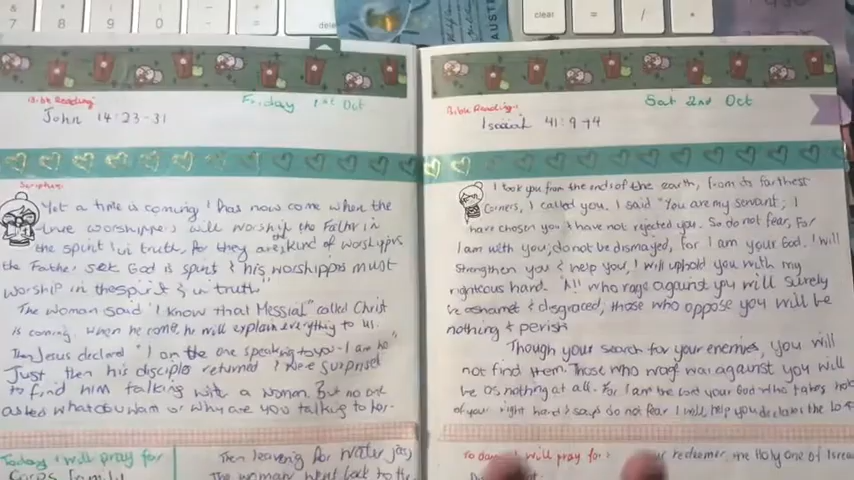 7
8
9
0
-
=
delete
clear
=
/
*
AUST
Bible Reading:
Friday 1st Oct
John 14:23-31
Scripture:
Yet a time is coming & has now come when the
true worshippers will worship the Father in
the spirit & in truth, for they are the kind of worshippers
the Father seek God is spirit & his worshippers must
worship in the spirit & in truth"
The woman said "I know that Messiah" called Christ
is coming. When he come, he will explain everything to us.
Then Jesus declared "I am the one speaking to you - I am he"
Just then his disciples returned & were surprised
to find him talking with a woman. But no one
asked what do you want or why are you talking to her.
Today I will pray for
Corps Family
Then leaving for water jar
The woman went back to the
Bible Reading:
Sat 2nd Oct
Isaiah 41:9-14
I took you from the ends of the earth, from its farthest
corners, I called you. I said "You are my servant; I
have chosen you & have not rejected you. So do not fear, for
I am with you; do not be dismayed, for I am your God. I will
strengthen you & help you, I will uphold you with my
righteous hand. "All who rage against you will surely
be ashamed & disgraced; those who oppose you will be
nothing & perish
Though you search for your enemies, you will
not find them. Those who wage war against you will
be as nothing at all. For I am the Lord your God who takes hold
of your right hand & says do not fear I will help you declares the Lord
Today I will pray for:
your redeemer the Holy One of Israel